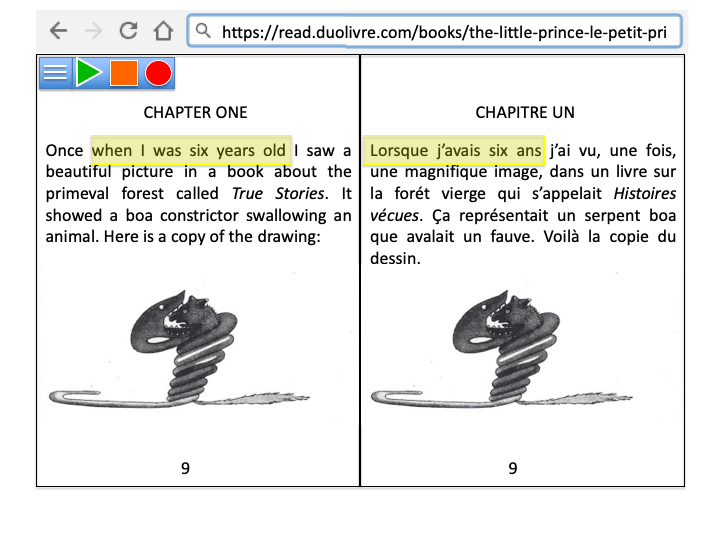 https://read.duolivre.com/books/the-little-prince-le-petit-pri
CHAPTER ONE
Once when I was six years old I saw a
beautiful picture in a book about the
primeval forest called True Stories. It
showed a boa constrictor swallowing an
animal. Here is a copy of the drawing:
9
CHAPITRE UN
Lorsque j’avais six ans j’ai vu, une fois,
une magnifique image, dans un livre sur
la forét vierge qui s’appelait Histoires
vécues. Ça représentait un serpent boa
que avalait un fauve. Voilà la copie du
dessin.
9